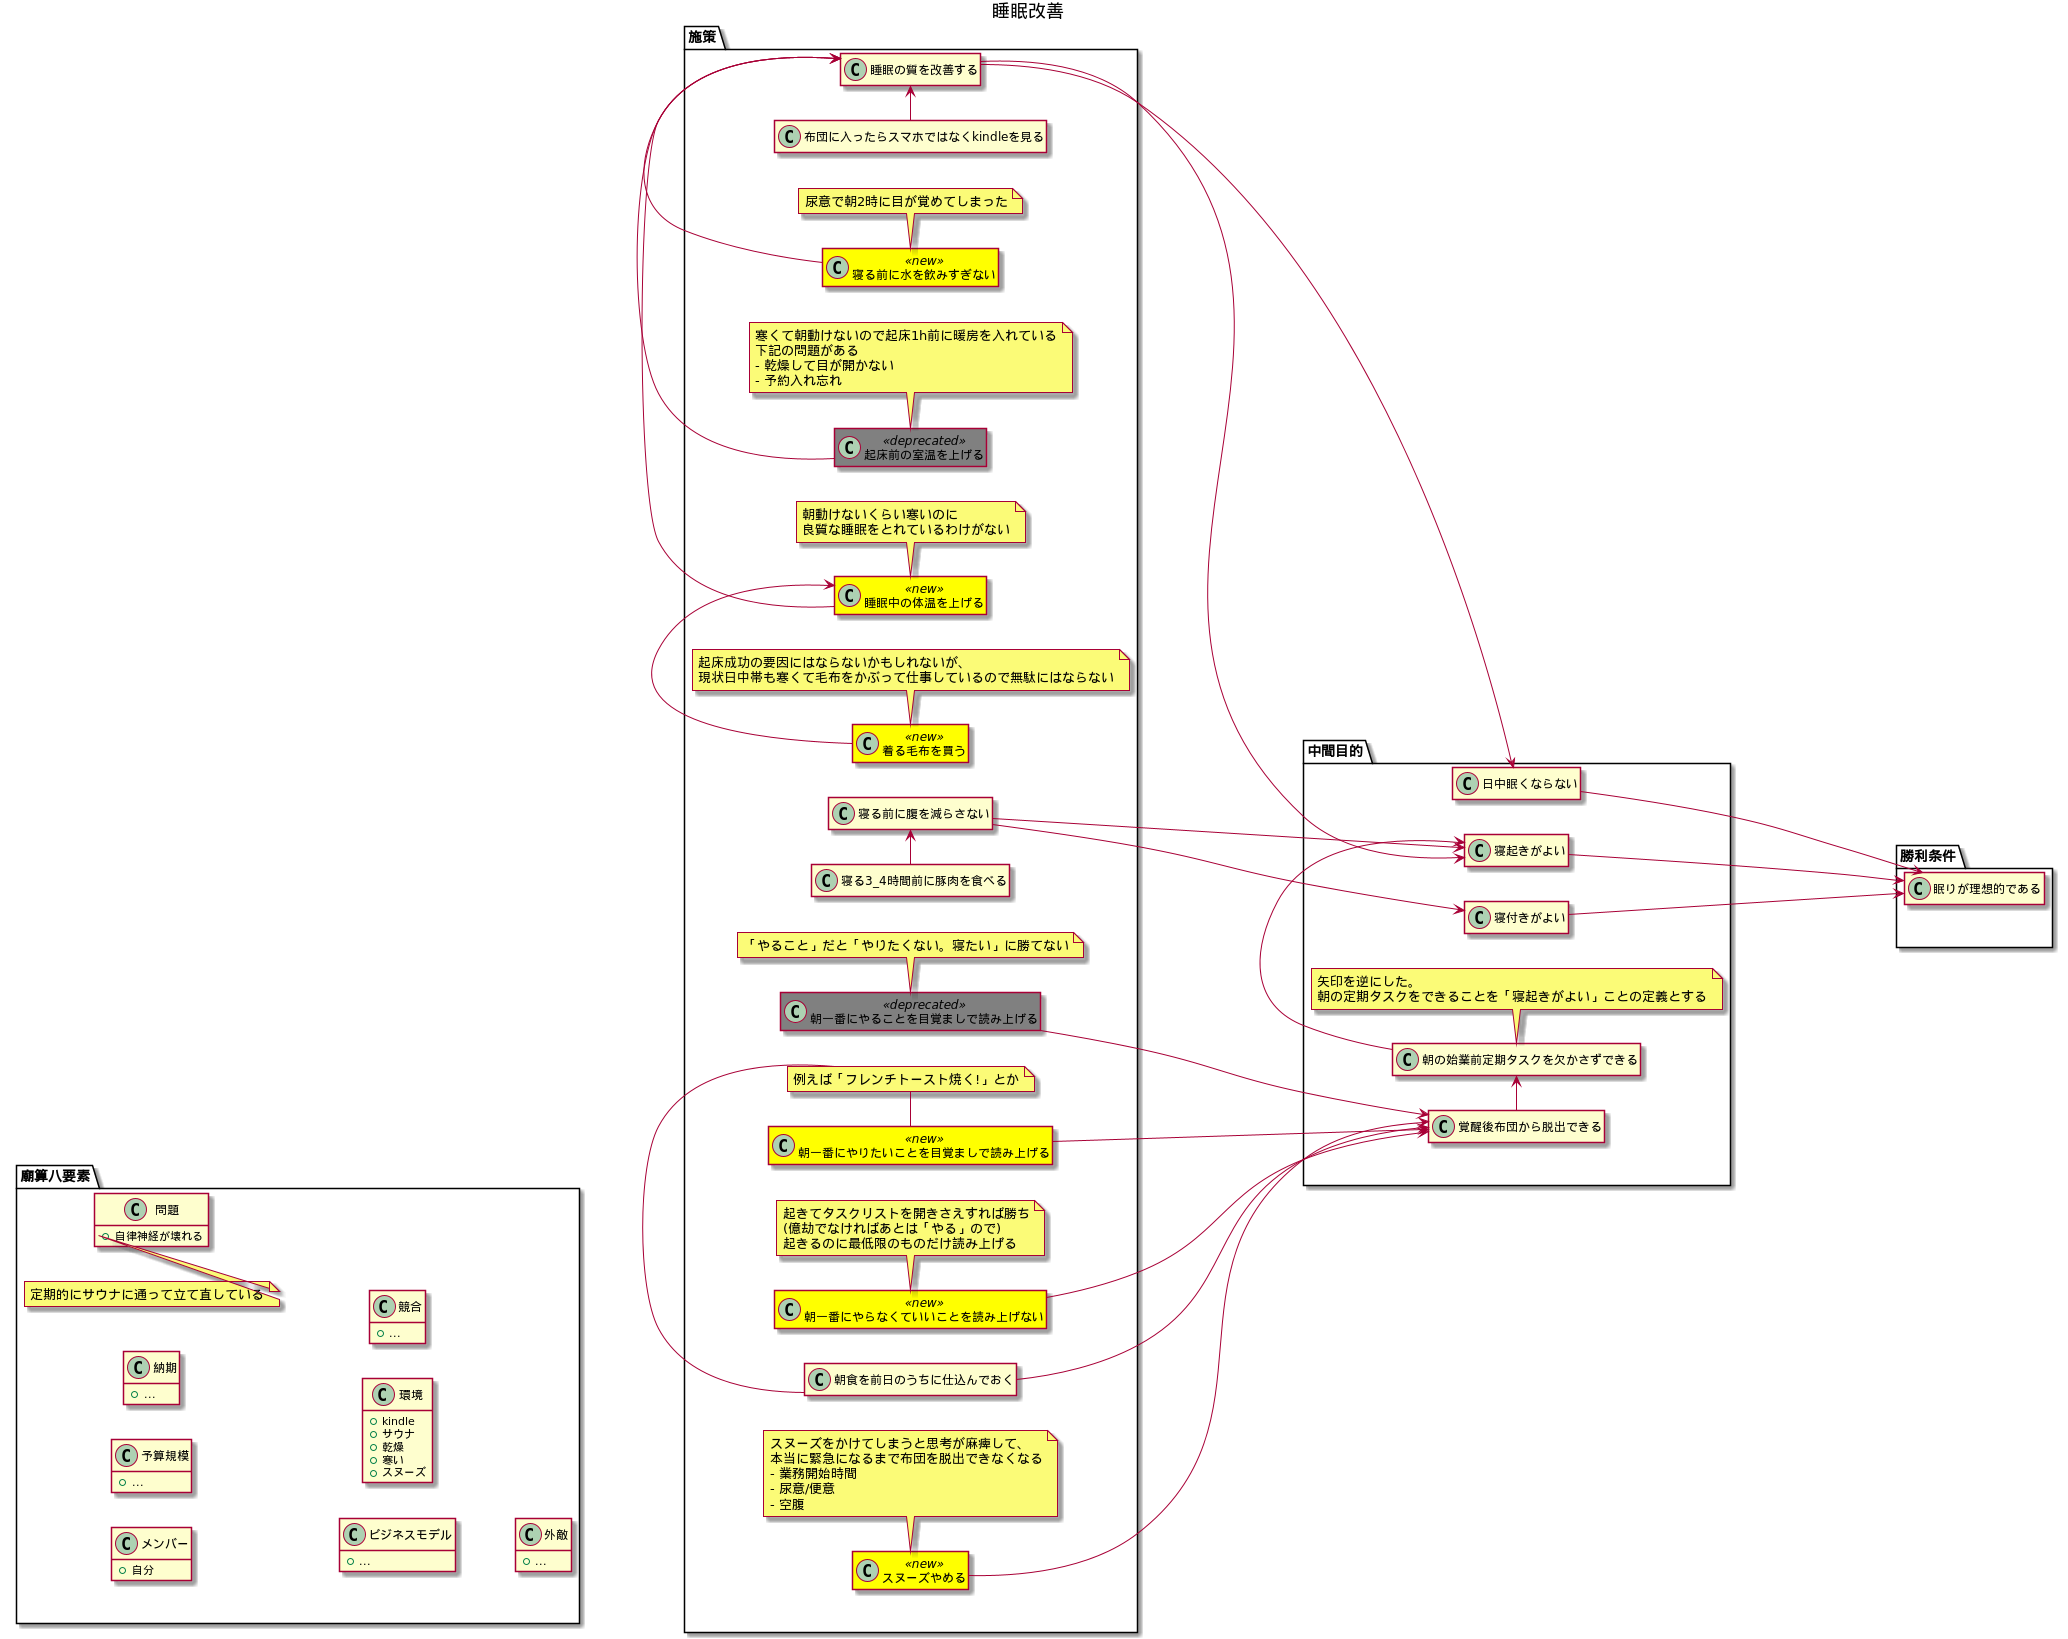 睡眠改善
施策
C 睡眠の質を改善する
C 布団に入ったらスマホではなくkindleを見る
尿意で朝2時に目が覚めてしまった
«new»
C 寝る前に水を飲みすぎない
寒くて朝動けないので起床1h前に暖房を入れている
下記の問題がある
- 乾燥して目が開かない
- 予約入れ忘れ
«deprecated»
C 起床前の室温を上げる
朝動けないくらい寒いのに
良質な睡眠をとれているわけがない
«new»
C 睡眠中の体温を上げる
起床成功の要因にはならないかもしれないが、
現状日中帯も寒くて毛布をかぶって仕事しているので無駄にはならない
«new»
C 着る毛布を買う
C 寝る前に腹を減らさない
C 寝る3_4時間前に豚肉を食べる
「やること」だと「やりたくない。寝たい」に勝てない
«deprecated»
C 朝一番にやることを目覚ましで読み上げる
例えば「フレンチトースト焼く!」とか
«new»
C 朝一番にやりたいことを目覚ましで読み上げる
起きてタスクリストを開きさえすれば勝ち
(億劫でなければあとは「やる」ので)
起きるのに最低限のものだけ読み上げる
«new»
C 朝一番にやらなくていいことを読み上げない
C 朝食を前日のうちに仕込んでおく
スヌーズをかけてしまうと思考が麻痺して、
本当に緊急になるまで布団を脱出できなくなる
- 業務開始時間
- 尿意/便意
- 空腹
«new»
C スヌーズやめる
中間目的
C 日中眠くならない
C 寝起きがよい
C 寝付きがよい
矢印を逆にした。
朝の定期タスクをできることを「寝起きがよい」ことの定義とする
C 朝の始業前定期タスクを欠かさずできる
C 覚醒後布団から脱出できる
勝利条件
C 眠りが理想的である
廟算八要素
C 問題
自律神経が壊れる
定期的にサウナに通って立て直している
C 納期
...
C 予算規模
...
C メンバー
自分
C 競合
...
C 環境
kindle
サウナ
乾燥
寒い
スヌーズ
C ビジネスモデル
...
C 外敵
...